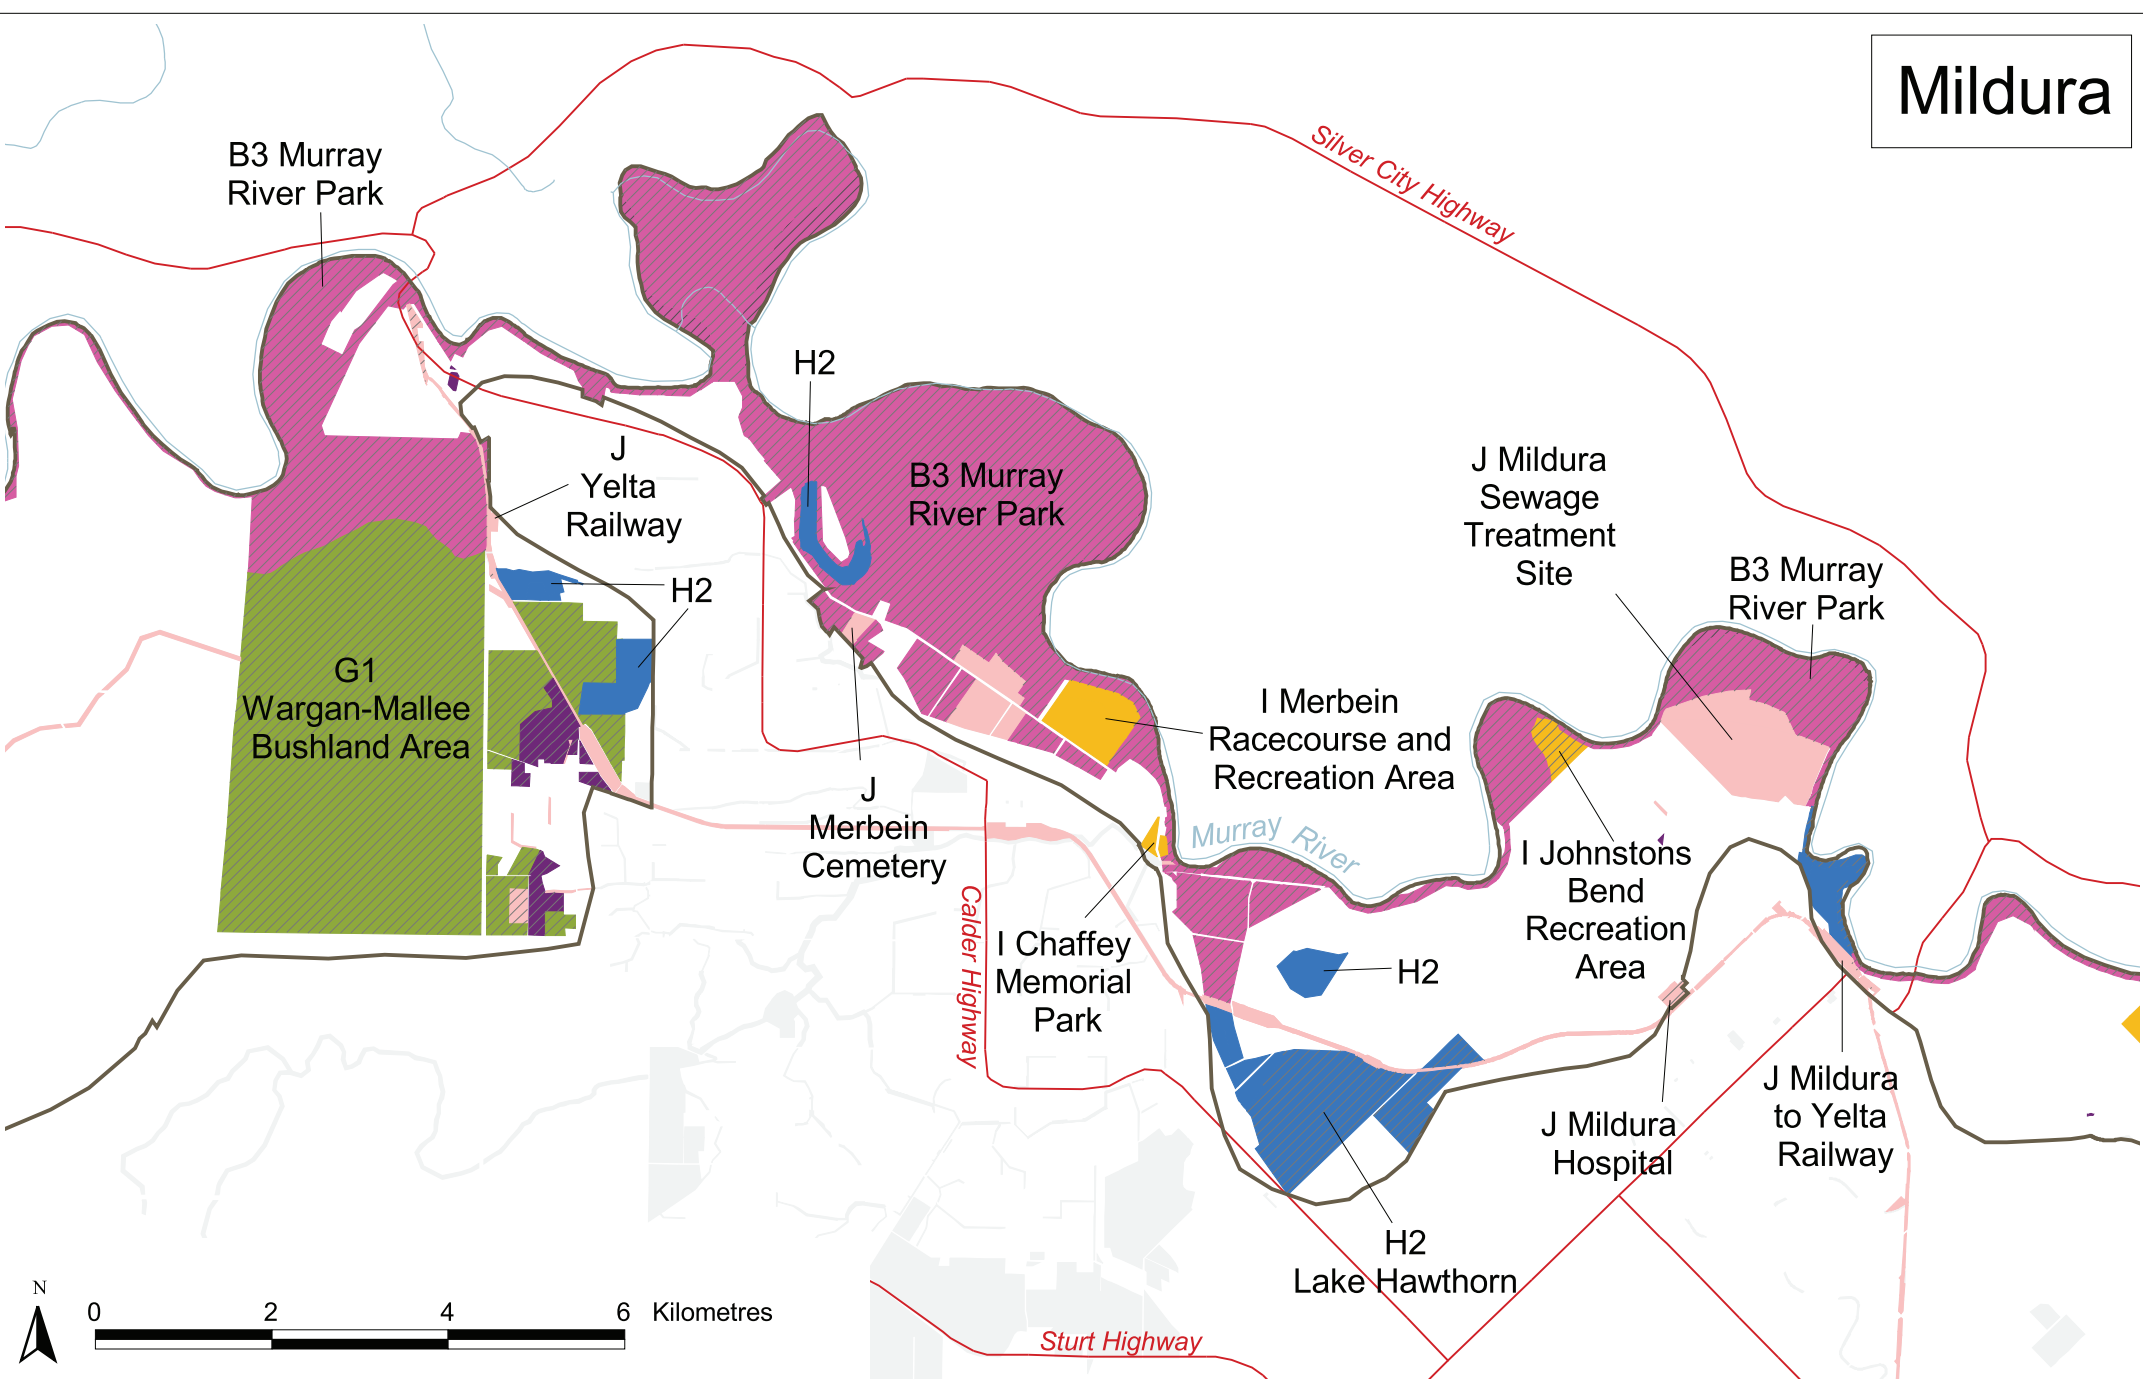 Mildura
Silver City Highway
B3 Murray
River Park
H2
B3 Murray
River Park
J
Yelta
Railway
H2
J Mildura
Sewage
Treatment
Site
B3 Murray
River Park
G1
Wargan-Mallee
Bushland Area
I Merbein
Racecourse and
Recreation Area
J
Merbein
Cemetery
Murray River
I Johnstons
Bend
Recreation
Area
Calder Highway
I Chaffey
Memorial
Park
H2
J Mildura
Hospital
J Mildura
to Yelta
Railway
H2
Lake Hawthorn
Sturt Highway
N
0 2 4 6 Kilometres